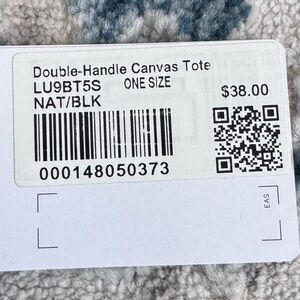 Double-Handle Canvas Tote
LU9BT5S ONE SIZE $38.00
NAT/BLK
000148050373
EAS